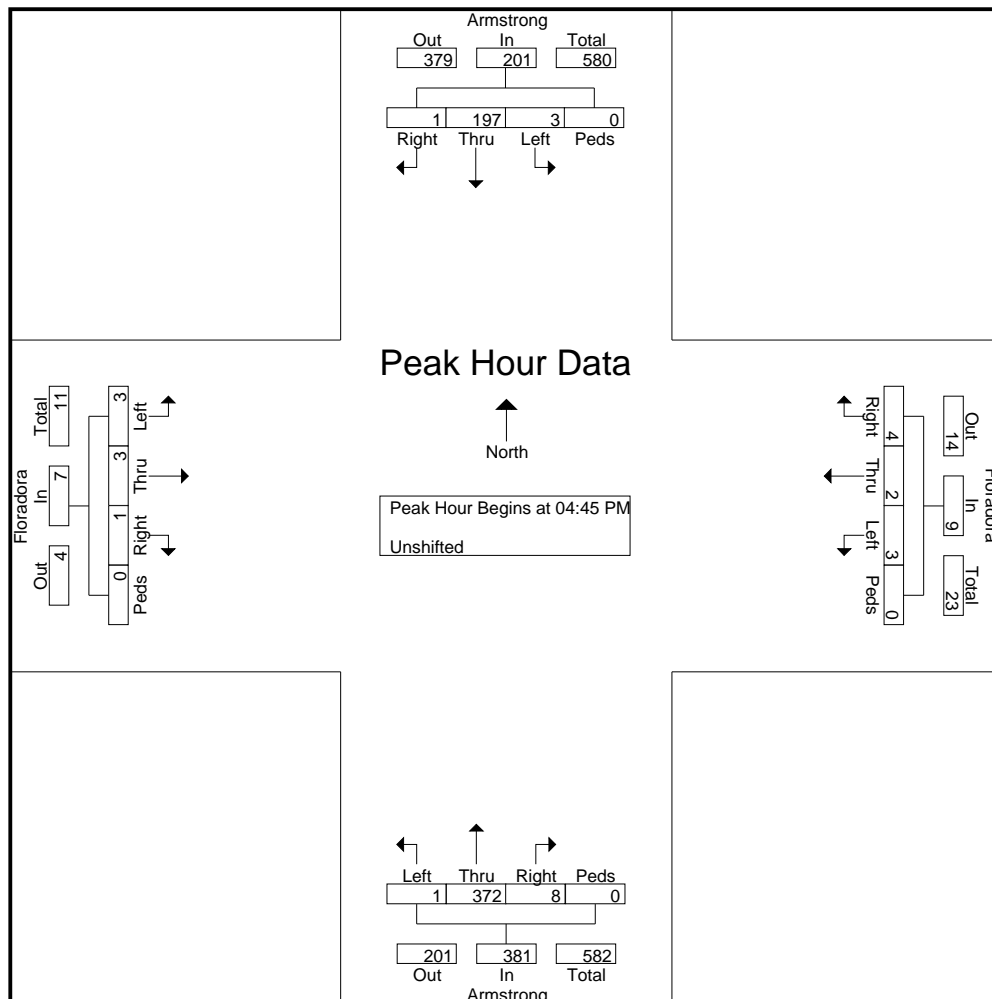 Armstrong
Out In Total
379 201 580
1 197 3 0
Right Thru Left Peds
Peak Hour Data
North
Peak Hour Begins at 04:45 PM
Unshifted
Floradora
Total In Out
11 7 4
3 3 1 0
Left Thru Right Peds
Right Thru Left Peds
4 2 3 0
Out In Total
14 9 23
Floradora
Left Thru Right Peds
1 372 8 0
201 381 582
Out In Total
Armstrong